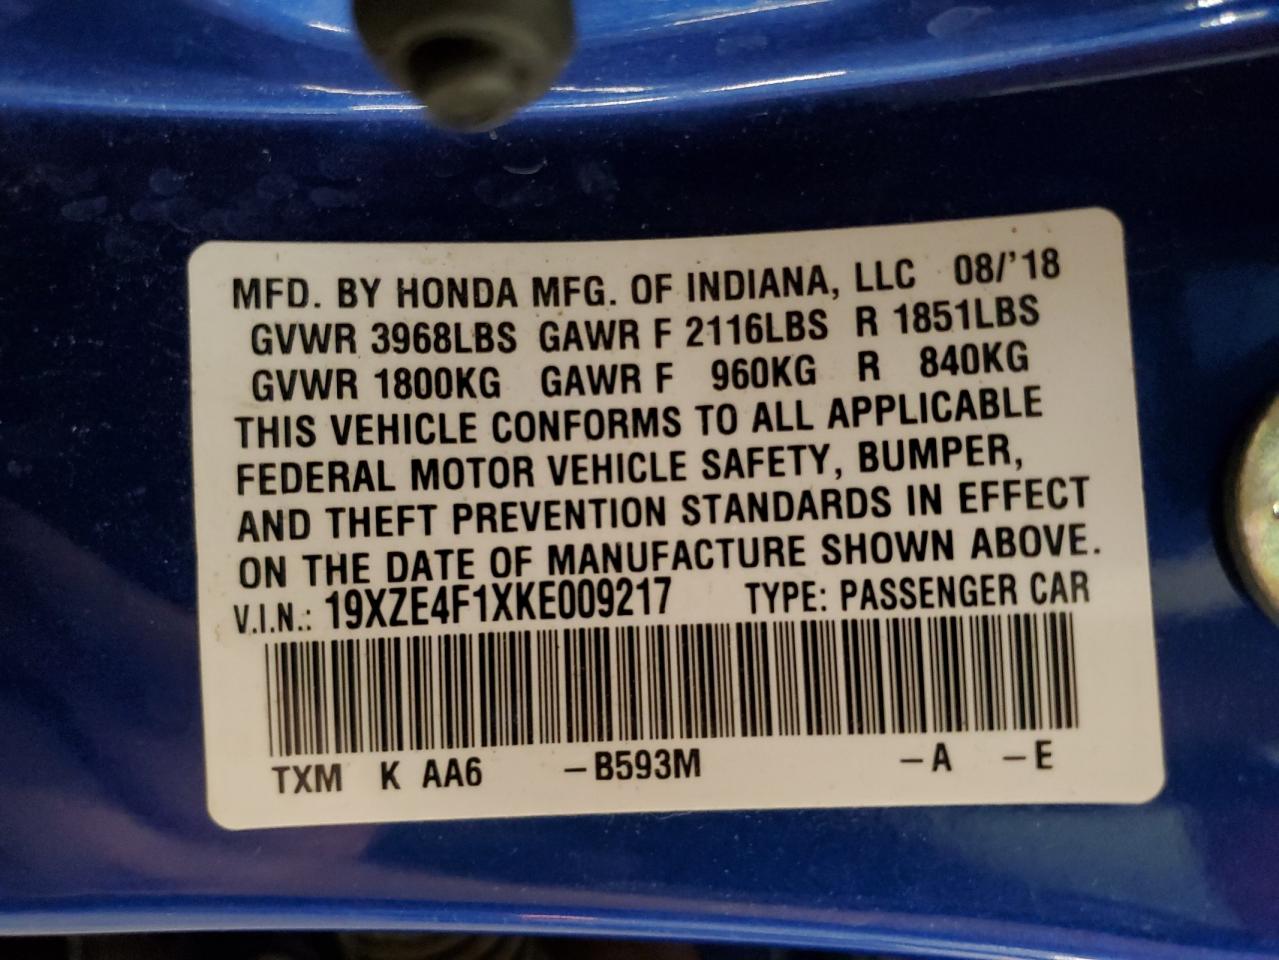 MFD. BY HONDA MFG. OF INDIANA, LLC 08/'18
GVWR 3968LBS GAWR F 2116LBS R 1851LBS
GVWR 1800KG GAWR F 960KG R 840KG
THIS VEHICLE CONFORMS TO ALL APPLICABLE
FEDERAL MOTOR VEHICLE SAFETY, BUMPER,
AND THEFT PREVENTION STANDARDS IN EFFECT
ON THE DATE OF MANUFACTURE SHOWN ABOVE.
V.I.N.: 19XZE4F1XKE009217 TYPE: PASSENGER CAR
TXM K AA6 –B593M –A –E